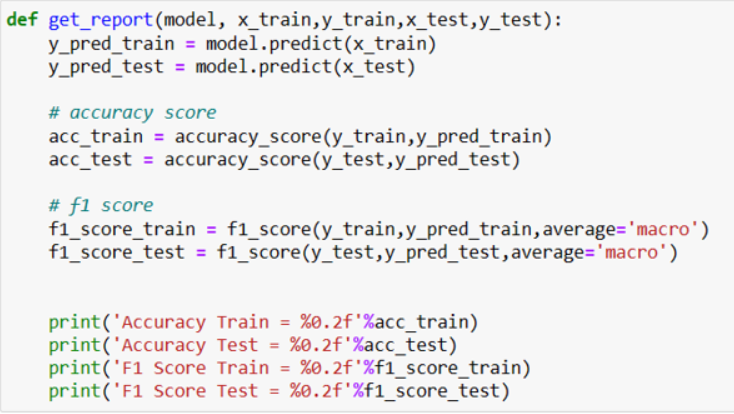 def get_report(model, x_train,y_train,x_test,y_test):
    y_pred_train = model.predict(x_train)
    y_pred_test = model.predict(x_test)

    # accuracy score
    acc_train = accuracy_score(y_train,y_pred_train)
    acc_test = accuracy_score(y_test,y_pred_test)

    # f1 score
    f1_score_train = f1_score(y_train,y_pred_train,average='macro')
    f1_score_test = f1_score(y_test,y_pred_test,average='macro')


    print('Accuracy Train = %0.2f'%acc_train)
    print('Accuracy Test = %0.2f'%acc_test)
    print('F1 Score Train = %0.2f'%f1_score_train)
    print('F1 Score Test = %0.2f'%f1_score_test)